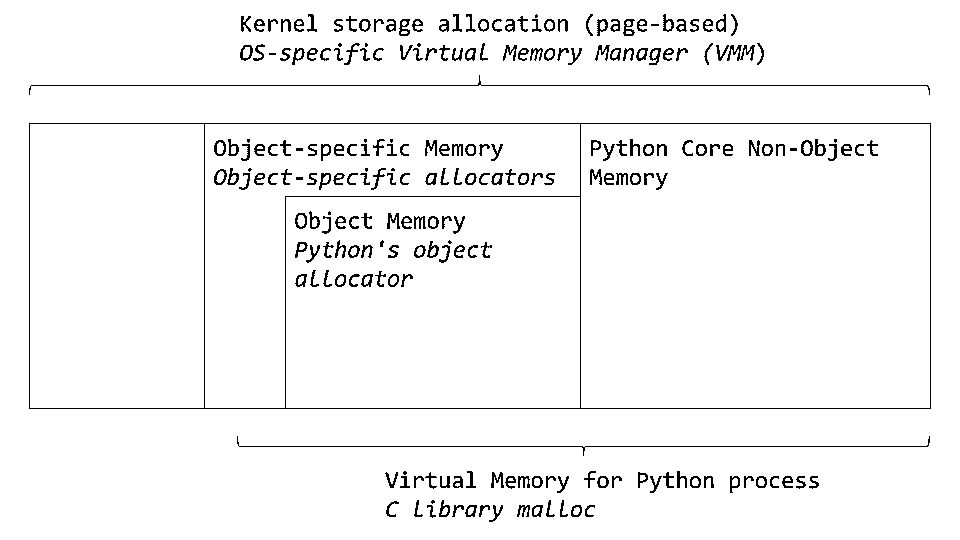 Kernel storage allocation (page-based)
OS-specific Virtual Memory Manager (VMM)
Object-specific Memory
Object-specific allocators
Python Core Non-Object
Memory
Object Memory
Python's object
allocator
Virtual Memory for Python process
C library malloc